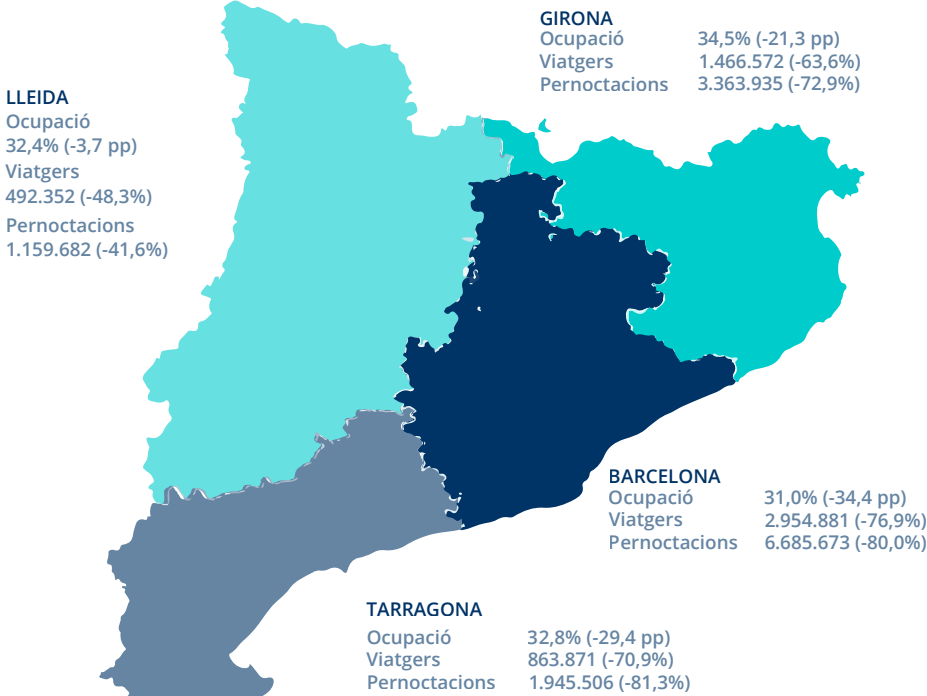 GIRONA
Ocupació 34,5% (-21,3 pp)
Viatgers 1.466.572 (-63,6%)
Pernoctacions 3.363.935 (-72,9%)
LLEIDA
Ocupació
32,4% (-3,7 pp)
Viatgers
492.352 (-48,3%)
Pernoctacions
1.159.682 (-41,6%)
BARCELONA
Ocupació 31,0% (-34,4 pp)
Viatgers 2.954.881 (-76,9%)
Pernoctacions 6.685.673 (-80,0%)
TARRAGONA
Ocupació 32,8% (-29,4 pp)
Viatgers 863.871 (-70,9%)
Pernoctacions 1.945.506 (-81,3%)